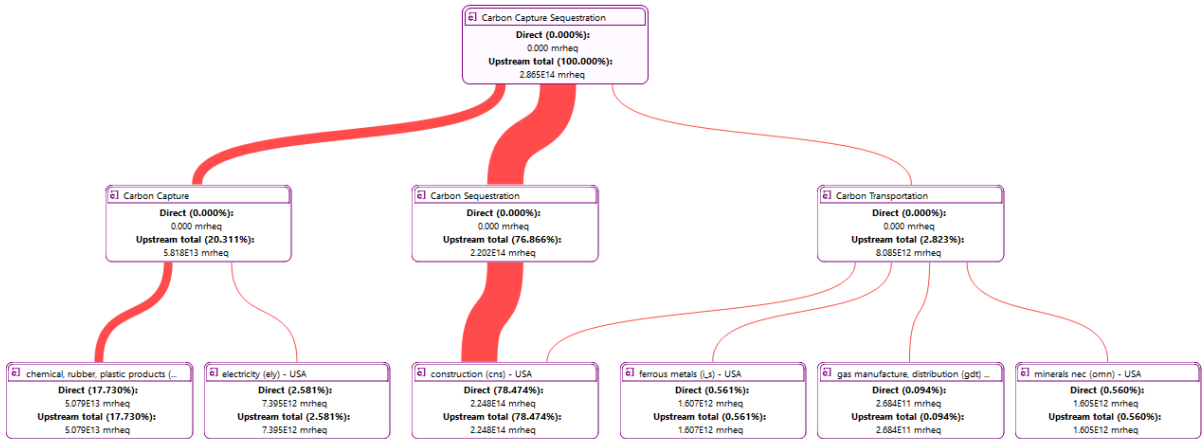 Carbon Capture Sequestration
Direct (0.000%):
0.000 mrheq
Upstream total (100.000%):
2.865E14 mrheq
Carbon Capture
Direct (0.000%):
0.000 mrheq
Upstream total (20.311%):
5.818E13 mrheq
Carbon Sequestration
Direct (0.000%):
0.000 mrheq
Upstream total (76.866%):
2.202E14 mrheq
Carbon Transportation
Direct (0.000%):
0.000 mrheq
Upstream total (2.823%):
8.085E12 mrheq
chemical, rubber, plastic products (...
Direct (17.730%):
5.079E13 mrheq
Upstream total (17.730%):
5.079E13 mrheq
electricity (ely) - USA
Direct (2.581%):
7.395E12 mrheq
Upstream total (2.581%):
7.395E12 mrheq
construction (cns) - USA
Direct (78.474%):
2.248E14 mrheq
Upstream total (78.474%):
2.248E14 mrheq
ferrous metals (i_s) - USA
Direct (0.561%):
1.607E12 mrheq
Upstream total (0.561%):
1.607E12 mrheq
gas manufacture, distribution (gdt) ...
Direct (0.094%):
2.684E11 mrheq
Upstream total (0.094%):
2.684E11 mrheq
minerals nec (omn) - USA
Direct (0.560%):
1.605E12 mrheq
Upstream total (0.560%):
1.605E12 mrheq